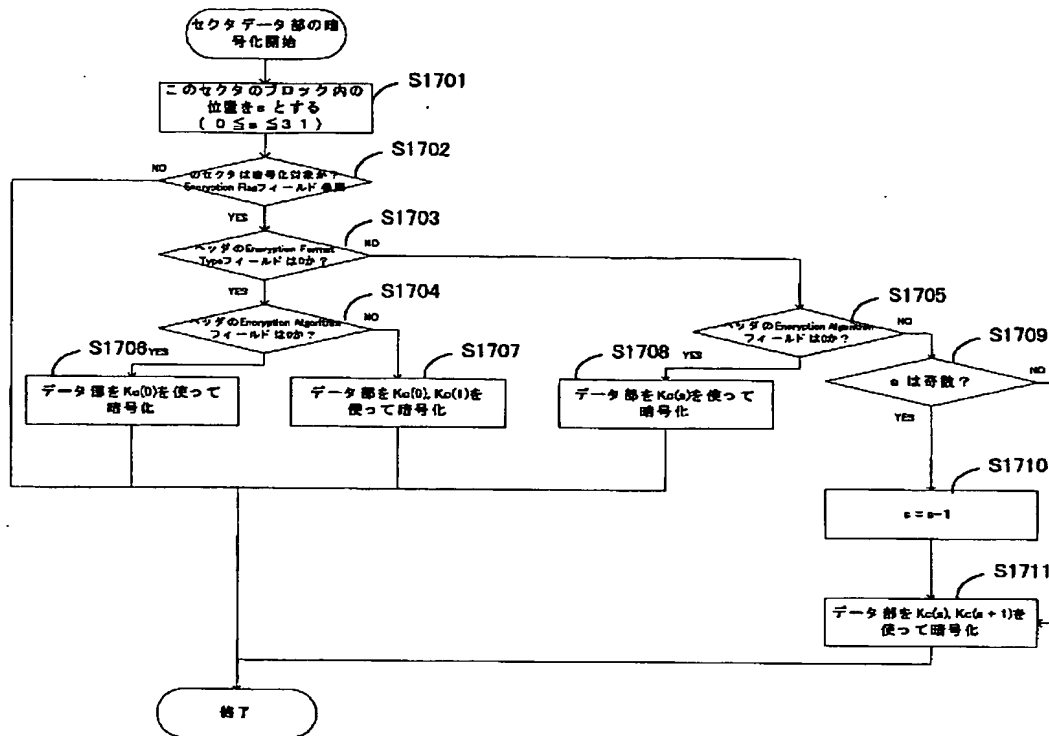 セクタデータ部の暗
号化開始
S1701
このセクタのブロック内の
位置をsとする
(0≦s≦31)
S1702
NO
のセクタは暗号化対象か?
Encryption Flagフィールド参照
YES
S1703
ヘッダのEncryption Format
Typeフィールドは0か?
NO
YES
S1704
ヘッダのEncryption Algorithm
フィールドは0か?
NO
S1705
ヘッダのEncryption Algorithm
フィールドは0か?
NO
S1706
YES
データ部をKc(0)を使って
暗号化
S1707
データ部をKc(0), Kc(1)を
使って暗号化
S1708
YES
データ部をKc(s)を使って
暗号化
S1709
s は奇数?
NO
YES
S1710
s=s-1
S1711
データ部をKc(s), Kc(s+1)を
使って暗号化
終了